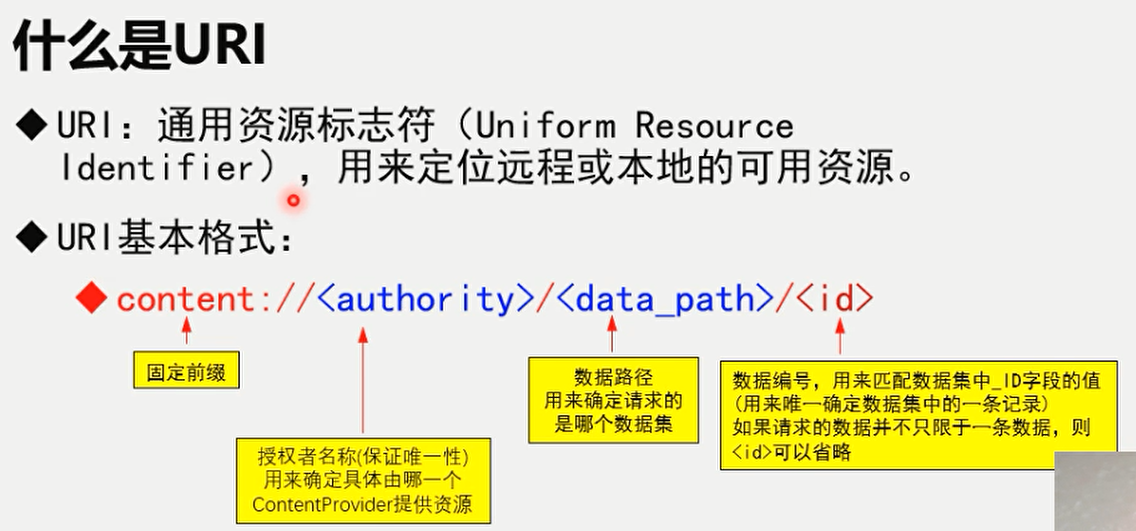 什么是URI
◆URI：通用资源标志符（Uniform Resource
Identifier），用来定位远程或本地的可用资源。
◆URI基本格式：
◆content://<authority>/<data_path>/<id>
固定前缀
授权者名称(保证唯一性)
用来确定具体由哪一个
ContentProvider提供资源
数据路径
用来确定请求的
是哪个数据集
数据编号，用来匹配数据集中_ID字段的值
(用来唯一确定数据集中的一条记录)
如果请求的数据并不只限于一条数据，则
<id>可以省略